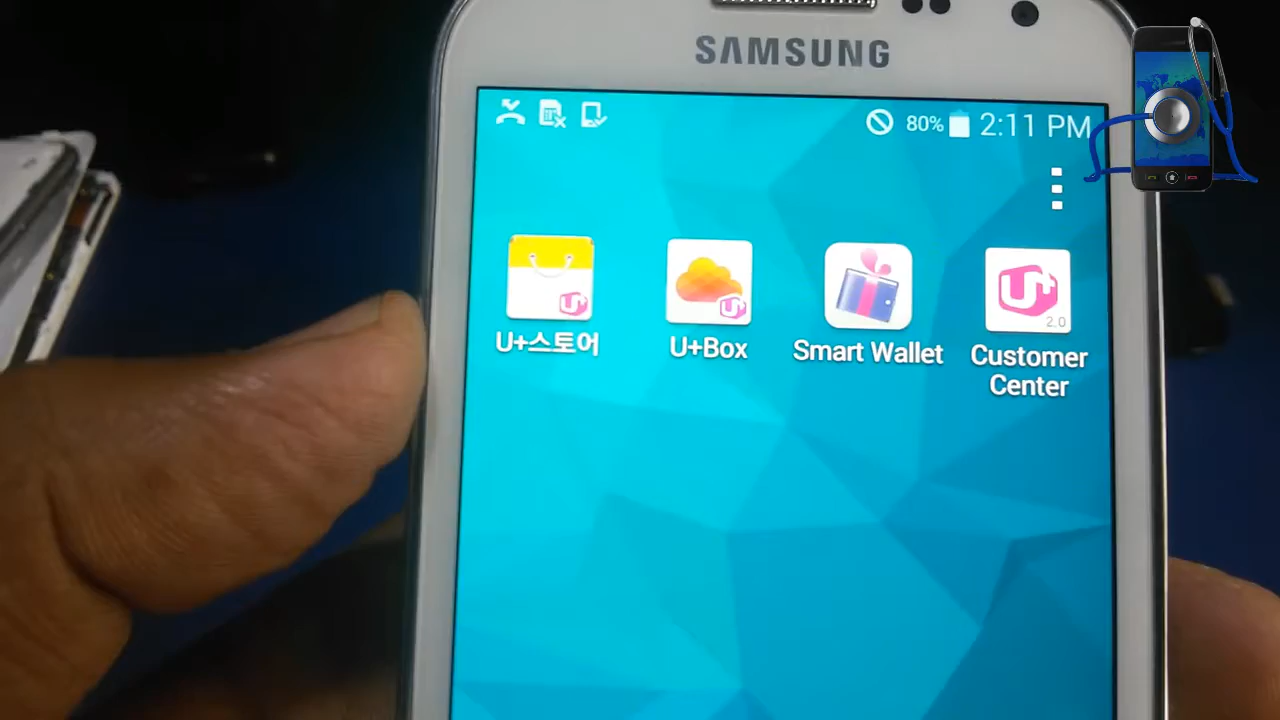 SAMSUNG
80% 2:11 PM
U+스토어 U+Box Smart Wallet Customer Center
U+ U+ U+ 2.0